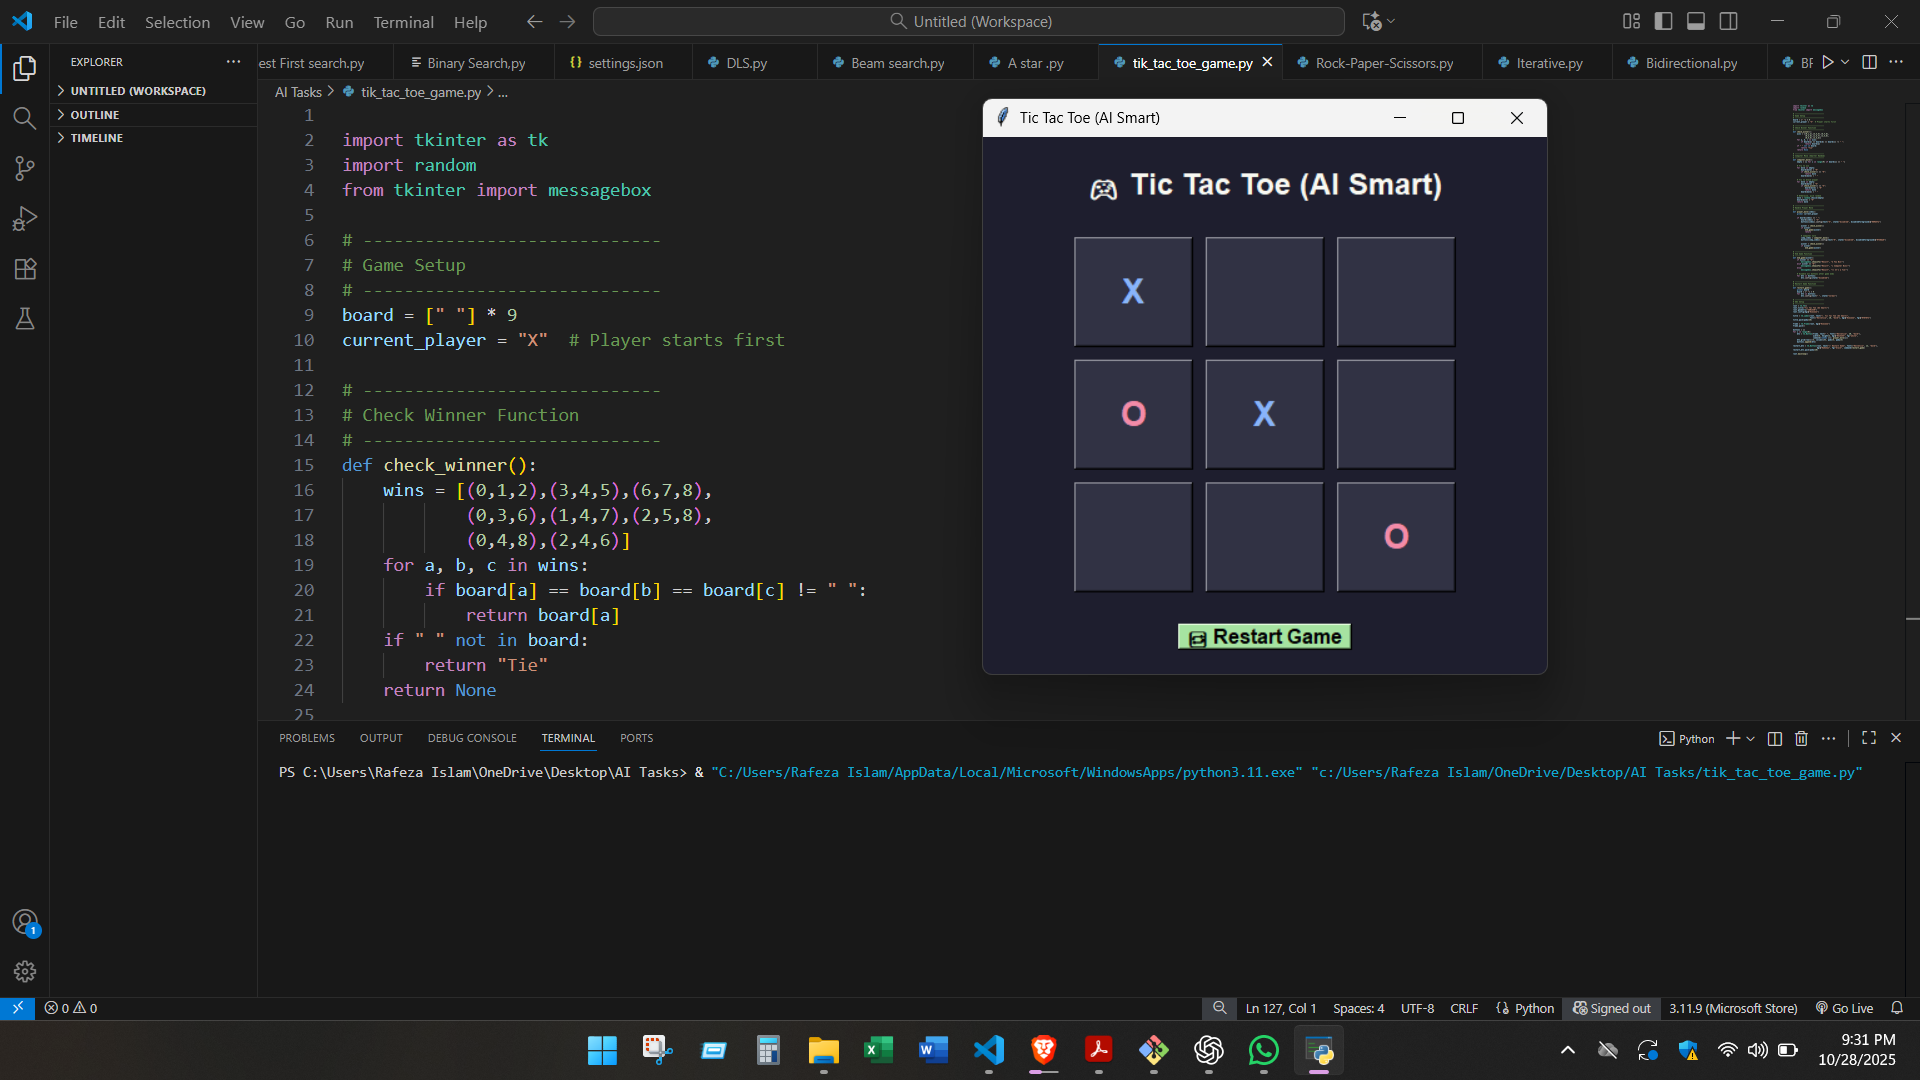 File Edit Selection View Go Run Terminal Help
Untitled (Workspace)
EXPLORER
UNTITLED (WORKSPACE)
OUTLINE
TIMELINE
est First search.py
Binary Search.py
settings.json
DLS.py
Beam search.py
A star .py
tik_tac_toe_game.py
Rock-Paper-Scissors.py
Iterative.py
Bidirectional.py
BF
AI Tasks > tik_tac_toe_game.py > ...
1
2 import tkinter as tk
3 import random
4 from tkinter import messagebox
5
6 # -----------------------------
7 # Game Setup
8 # -----------------------------
9 board = [" "] * 9
10 current_player = "X"  # Player starts first
11
12 # -----------------------------
13 # Check Winner Function
14 # -----------------------------
15 def check_winner():
16     wins = [(0,1,2),(3,4,5),(6,7,8),
17             (0,3,6),(1,4,7),(2,5,8),
18             (0,4,8),(2,4,6)]
19     for a, b, c in wins:
20         if board[a] == board[b] == board[c] != " ":
21             return board[a]
22     if " " not in board:
23         return "Tie"
24     return None
25
Tic Tac Toe (AI Smart)
🎮 Tic Tac Toe (AI Smart)
X
O X
O
Restart Game
PROBLEMS OUTPUT DEBUG CONSOLE TERMINAL PORTS
Python
PS C:\Users\Rafeza Islam\OneDrive\Desktop\AI Tasks> & "C:/Users/Rafeza Islam/AppData/Local/Microsoft/WindowsApps/python3.11.exe" "c:/Users/Rafeza Islam/OneDrive/Desktop/AI Tasks/tik_tac_toe_game.py"
1
0 0
Ln 127, Col 1 Spaces: 4 UTF-8 CRLF Python Signed out 3.11.9 (Microsoft Store) Go Live
9:31 PM
10/28/2025